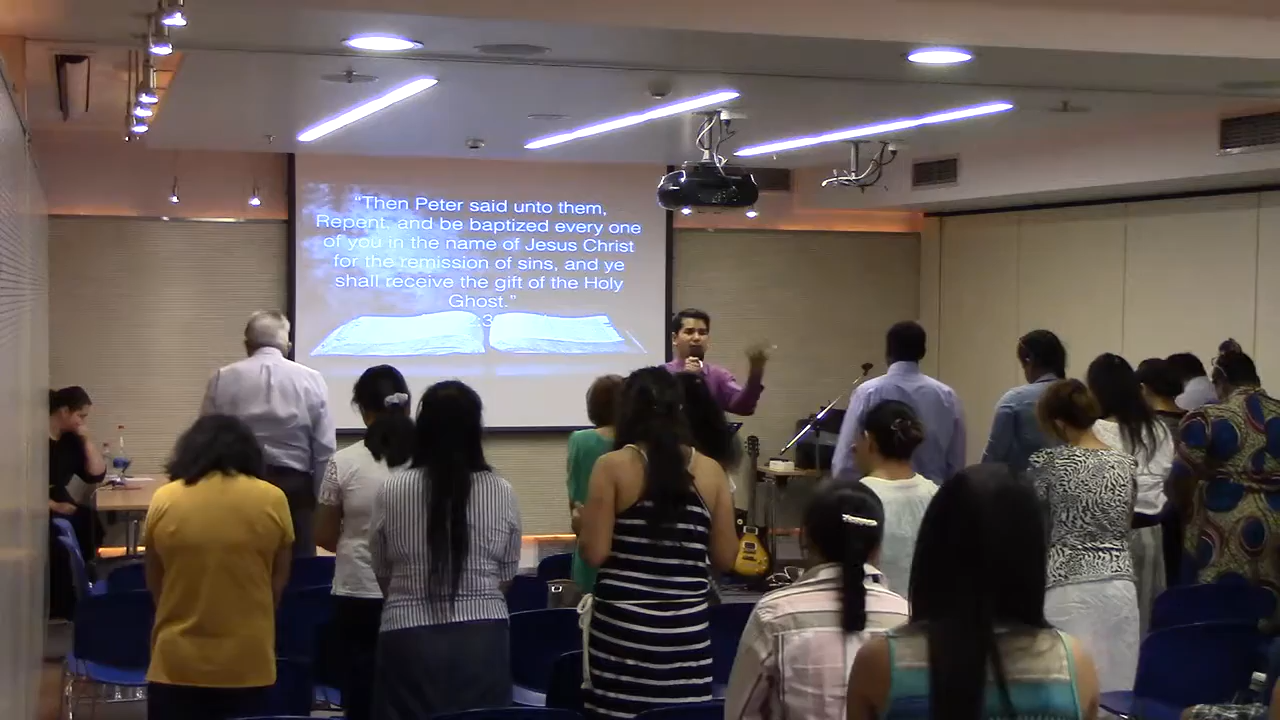 “Then Peter said unto them,
Repent, and be baptized every one
of you in the name of Jesus Christ
for the remission of sins, and ye
shall receive the gift of the Holy
Ghost.”